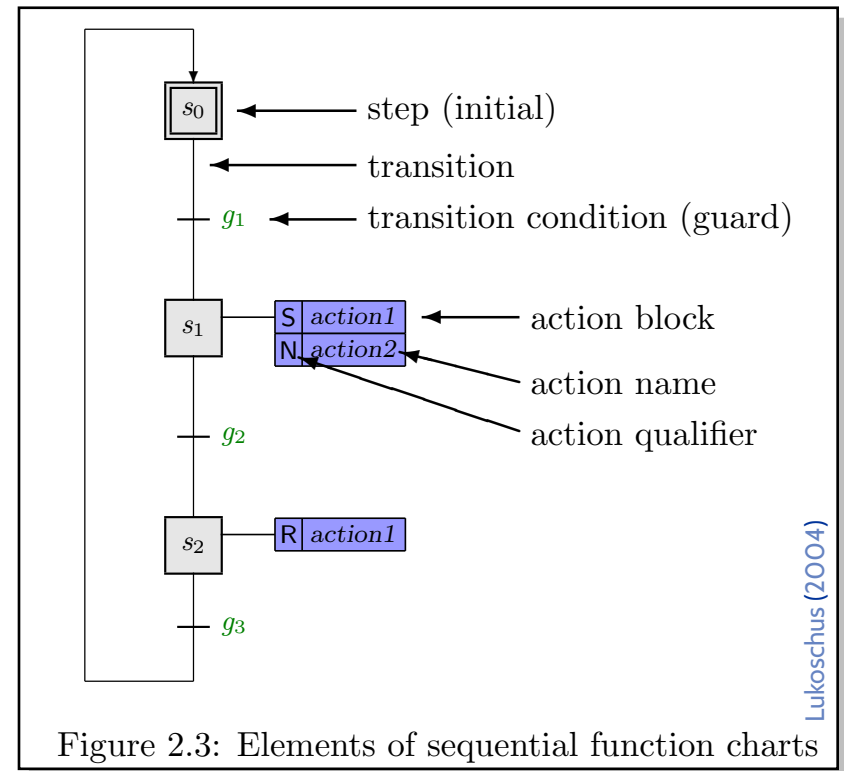 s0 step (initial)
transition
g1 transition condition (guard)
s1 S action1 action block
N action2
action name
g2 action qualifier
s2 R action1
g3
Lukoschus (2004)
Figure 2.3: Elements of sequential function charts